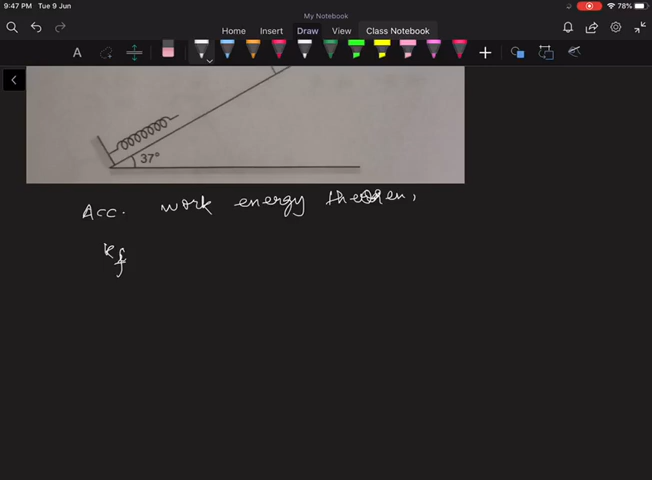 9:47 PM Tue 9 Jun
78%
My Notebook
Home Insert Draw View Class Notebook
A
37°
Acc. work energy theoren,
Kf